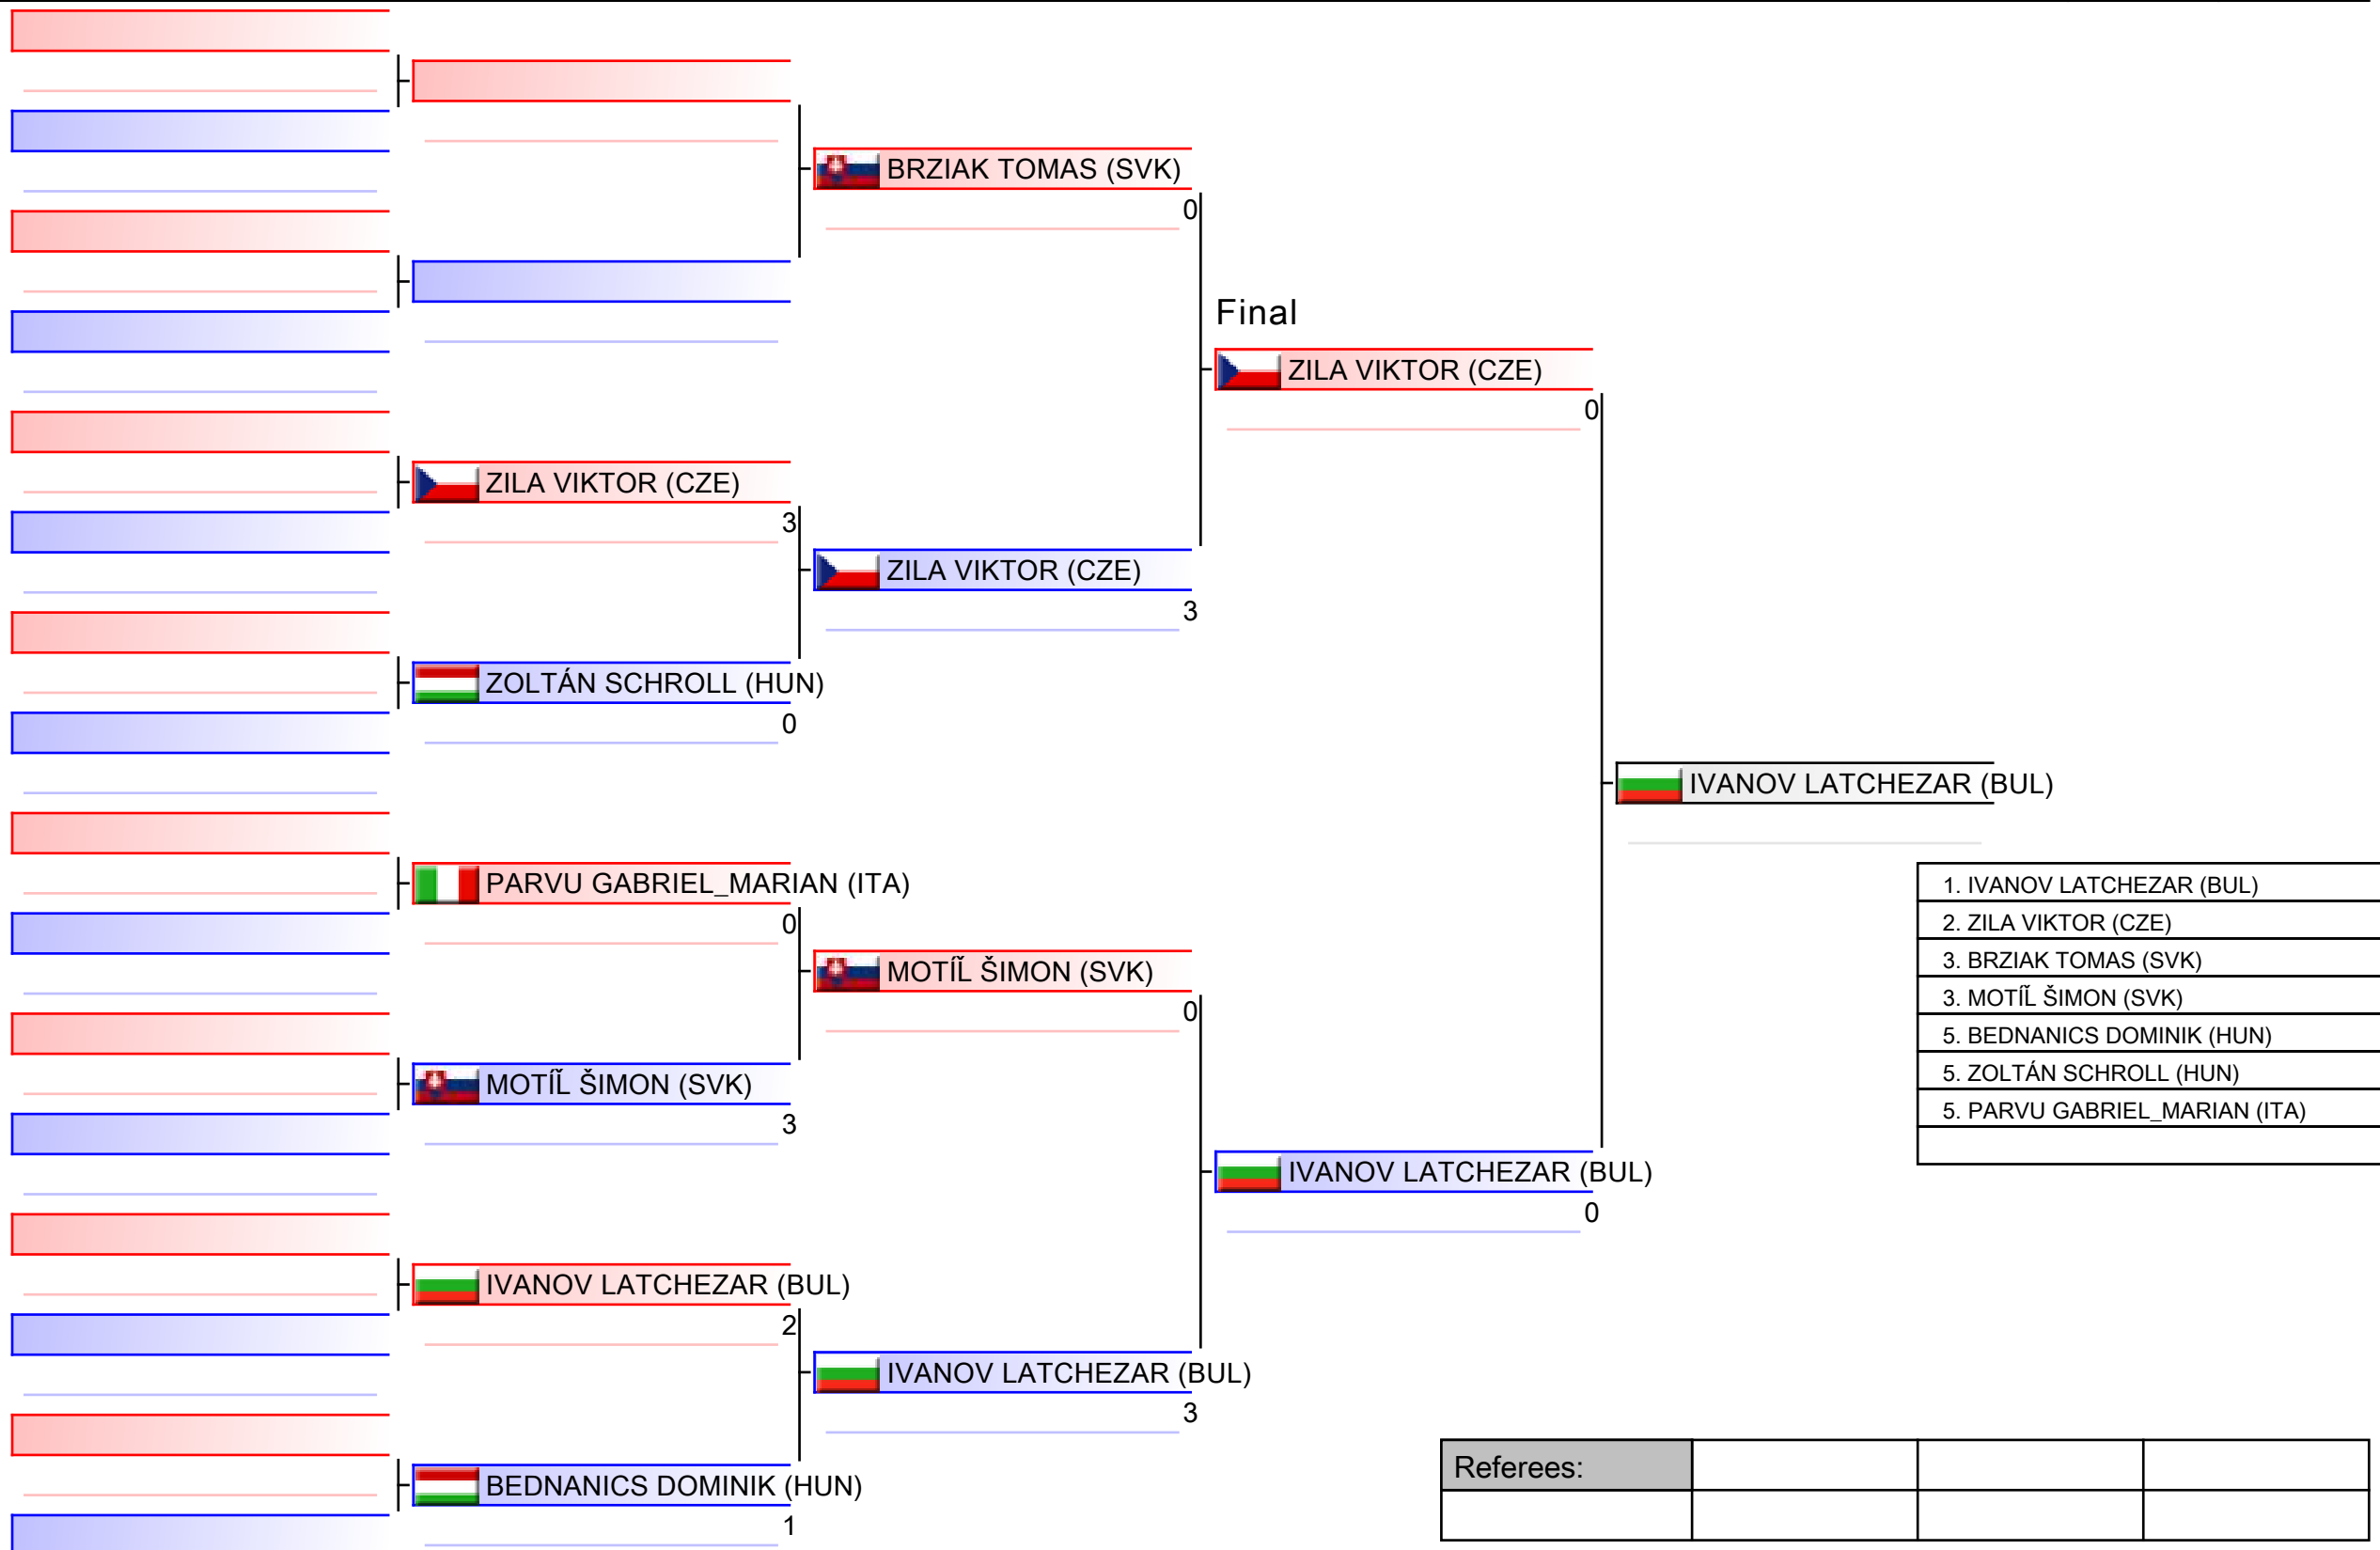 BRZIAK TOMAS (SVK)
0
Final
ZILA VIKTOR (CZE)
0
ZILA VIKTOR (CZE)
3
ZILA VIKTOR (CZE)
3
ZOLTÁN SCHROLL (HUN)
0
IVANOV LATCHEZAR (BUL)
PARVU GABRIEL_MARIAN (ITA)
0
MOTÍĽ ŠIMON (SVK)
0
MOTÍĽ ŠIMON (SVK)
3
IVANOV LATCHEZAR (BUL)
0
IVANOV LATCHEZAR (BUL)
2
IVANOV LATCHEZAR (BUL)
3
BEDNANICS DOMINIK (HUN)
1
1. IVANOV LATCHEZAR (BUL)
2. ZILA VIKTOR (CZE)
3. BRZIAK TOMAS (SVK)
3. MOTÍĽ ŠIMON (SVK)
5. BEDNANICS DOMINIK (HUN)
5. ZOLTÁN SCHROLL (HUN)
5. PARVU GABRIEL_MARIAN (ITA)
Referees: